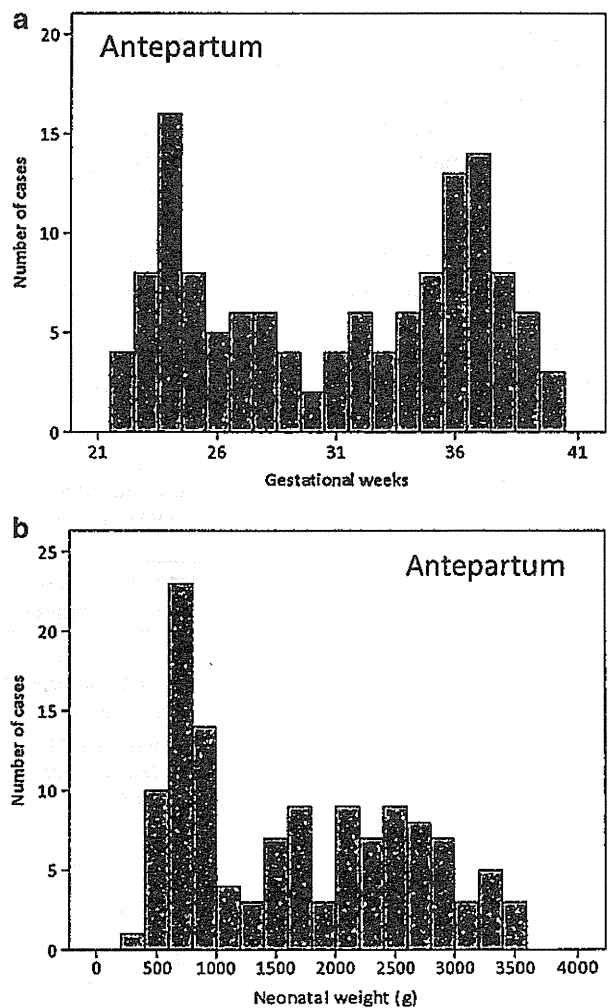 a
Antepartum
20
15
10
5
0
Number of cases
21 26 31 36 41
Gestational weeks
b
Antepartum
25
20
15
10
5
0
Number of cases
0 500 1000 1500 2000 2500 3000 3500 4000
Neonatal weight (g)